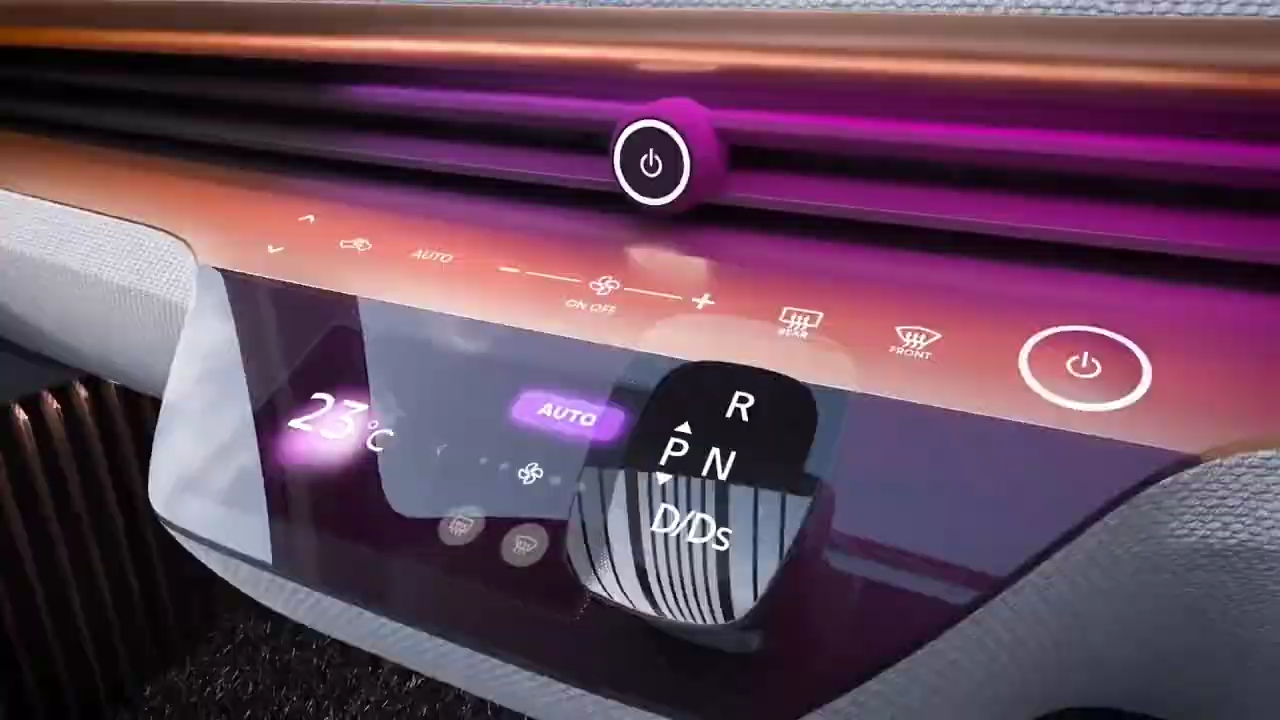 AUTO
ON OFF
REAR
FRONT
23°C
AUTO
R
P N
D/Ds